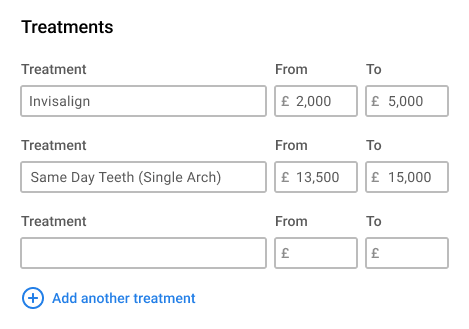 Treatments
Treatment From To
Invisalign £ 2,000 £ 5,000
Treatment From To
Same Day Teeth (Single Arch) £ 13,500 £ 15,000
Treatment From To
£ £
Add another treatment